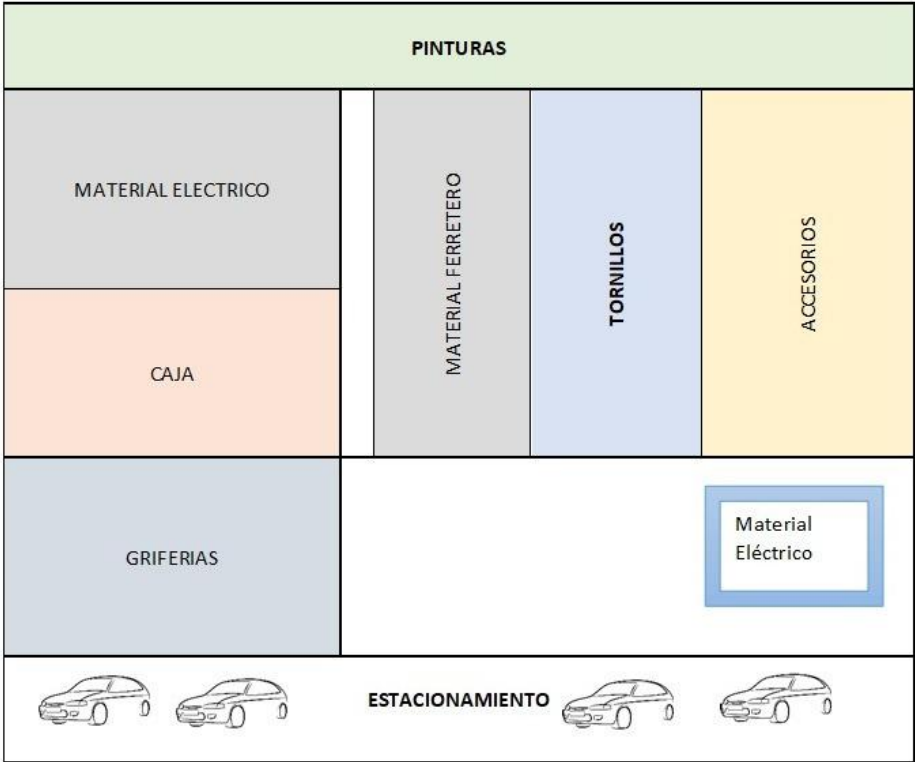 PINTURAS
MATERIAL ELECTRICO
CAJA
MATERIAL FERRETERO
TORNILLOS
ACCESORIOS
GRIFERIAS
Material
Eléctrico
ESTACIONAMIENTO